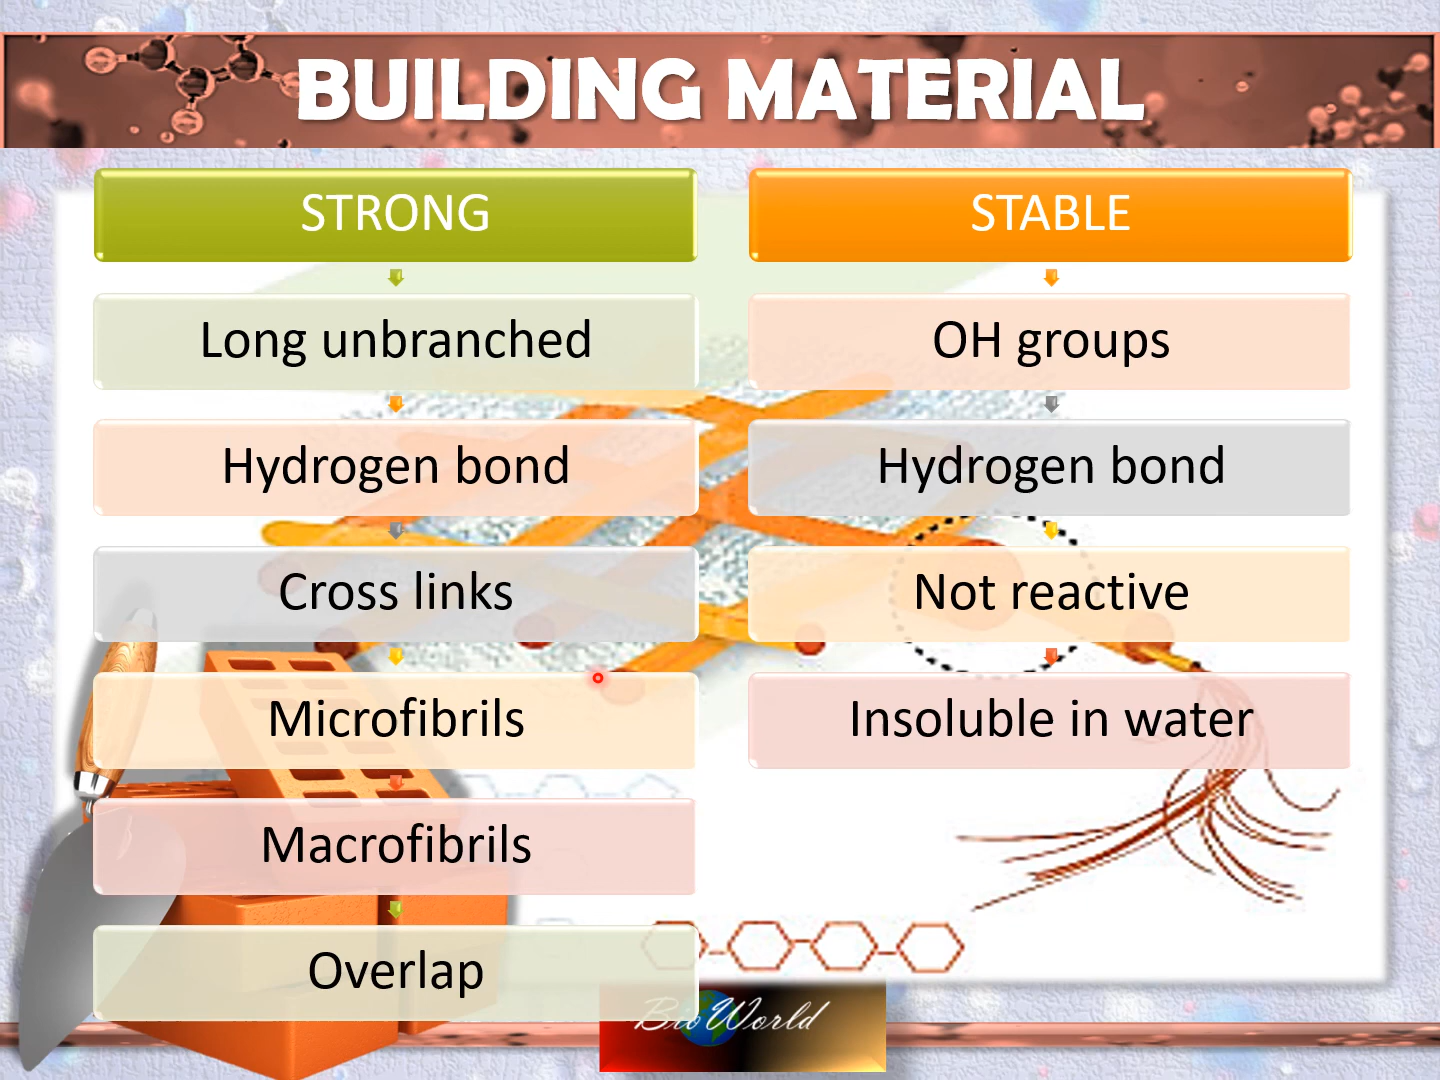 BUILDING MATERIAL
STRONG
Long unbranched
Hydrogen bond
Cross links
Microfibrils
Macrofibrils
Overlap
STABLE
OH groups
Hydrogen bond
Not reactive
Insoluble in water
BioWorld